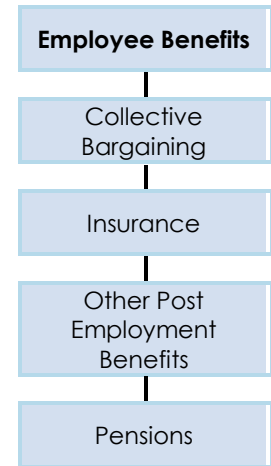 Employee Benefits
Collective
Bargaining
Insurance
Other Post
Employment
Benefits
Pensions